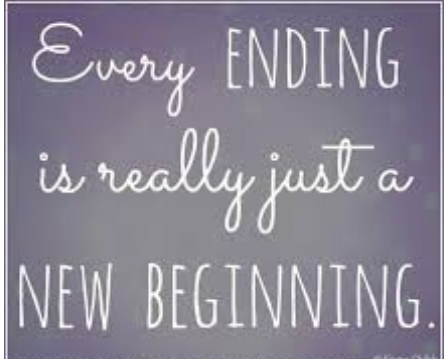 Every ENDING
is really just a
NEW BEGINNING.